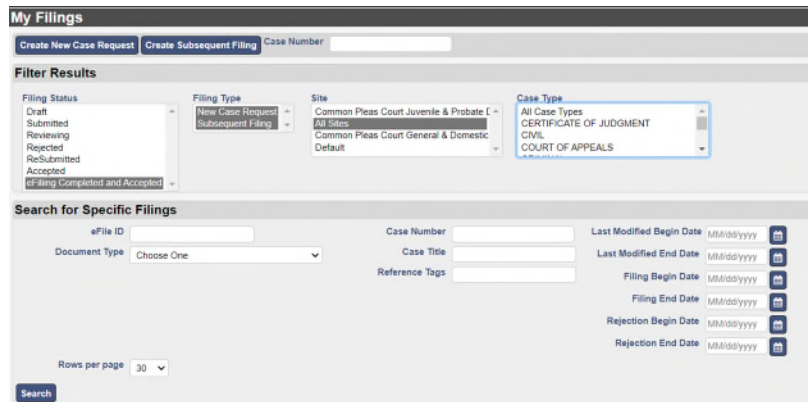 My Filings
Create New Case Request Create Subsequent Filing Case Number
Filter Results
Filing Status Filing Type Site Case Type
Draft New Case Request Common Pleas Court Juvenile & Probate All Case Types
Submitted Subsequent Filing All Sites CERTIFICATE OF JUDGMENT
Reviewing Common Pleas Court General & Domestic CIVIL
Rejected Default COURT OF APPEALS
ReSubmitted
Accepted
eFiling Completed and Accepted
Search for Specific Filings
eFile ID Case Number Last Modified Begin Date MM/dd/yyyy
Document Type Choose One Case Title Last Modified End Date MM/dd/yyyy
Reference Tags Filing Begin Date MM/dd/yyyy
Filing End Date MM/dd/yyyy
Rejection Begin Date MM/dd/yyyy
Rejection End Date MM/dd/yyyy
Rows per page 30
Search